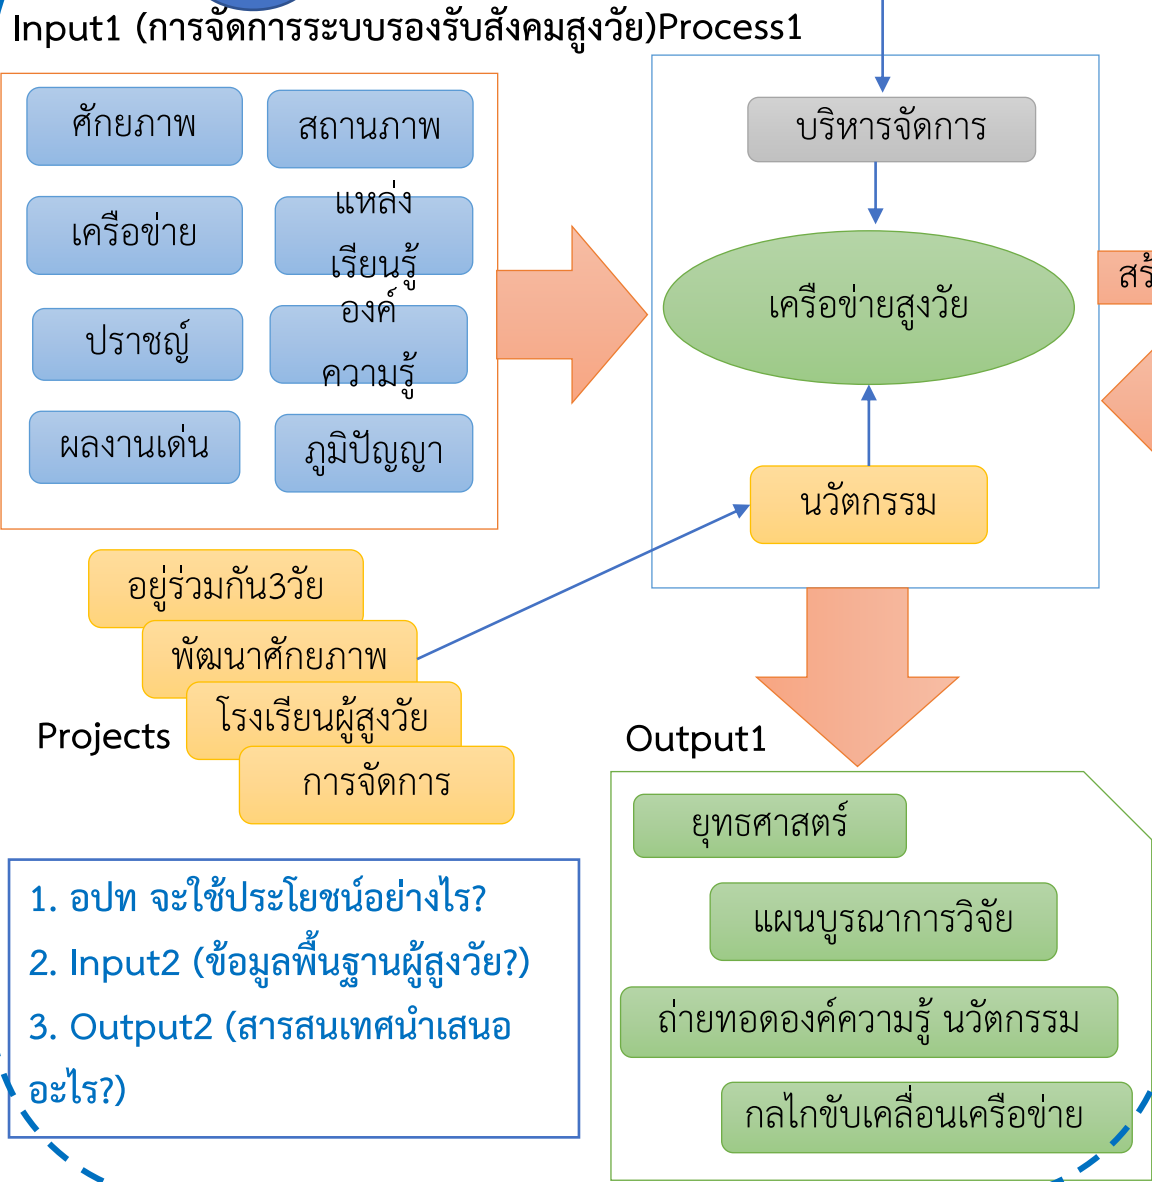 Input1 (การจัดการระบบรองรับสังคมสูงวัย)Process1
ศักยภาพ
สถานภาพ
เครือข่าย
แหล่ง
เรียนรู้
ปราชญ์
องค์
ความรู้
ผลงานเด่น
ภูมิปัญญา
บริหารจัดการ
เครือข่ายสูงวัย
นวัตกรรม
อยู่ร่วมกัน3วัย
พัฒนาศักยภาพ
โรงเรียนผู้สูงวัย
การจัดการ
Projects
Output1
ยุทธศาสตร์
แผนบูรณาการวิจัย
ถ่ายทอดองค์ความรู้ นวัตกรรม
กลไกขับเคลื่อนเครือข่าย
1. อปท จะใช้ประโยชน์อย่างไร?
2. Input2 (ข้อมูลพื้นฐานผู้สูงวัย?)
3. Output2 (สารสนเทศนำเสนอ
อะไร?)